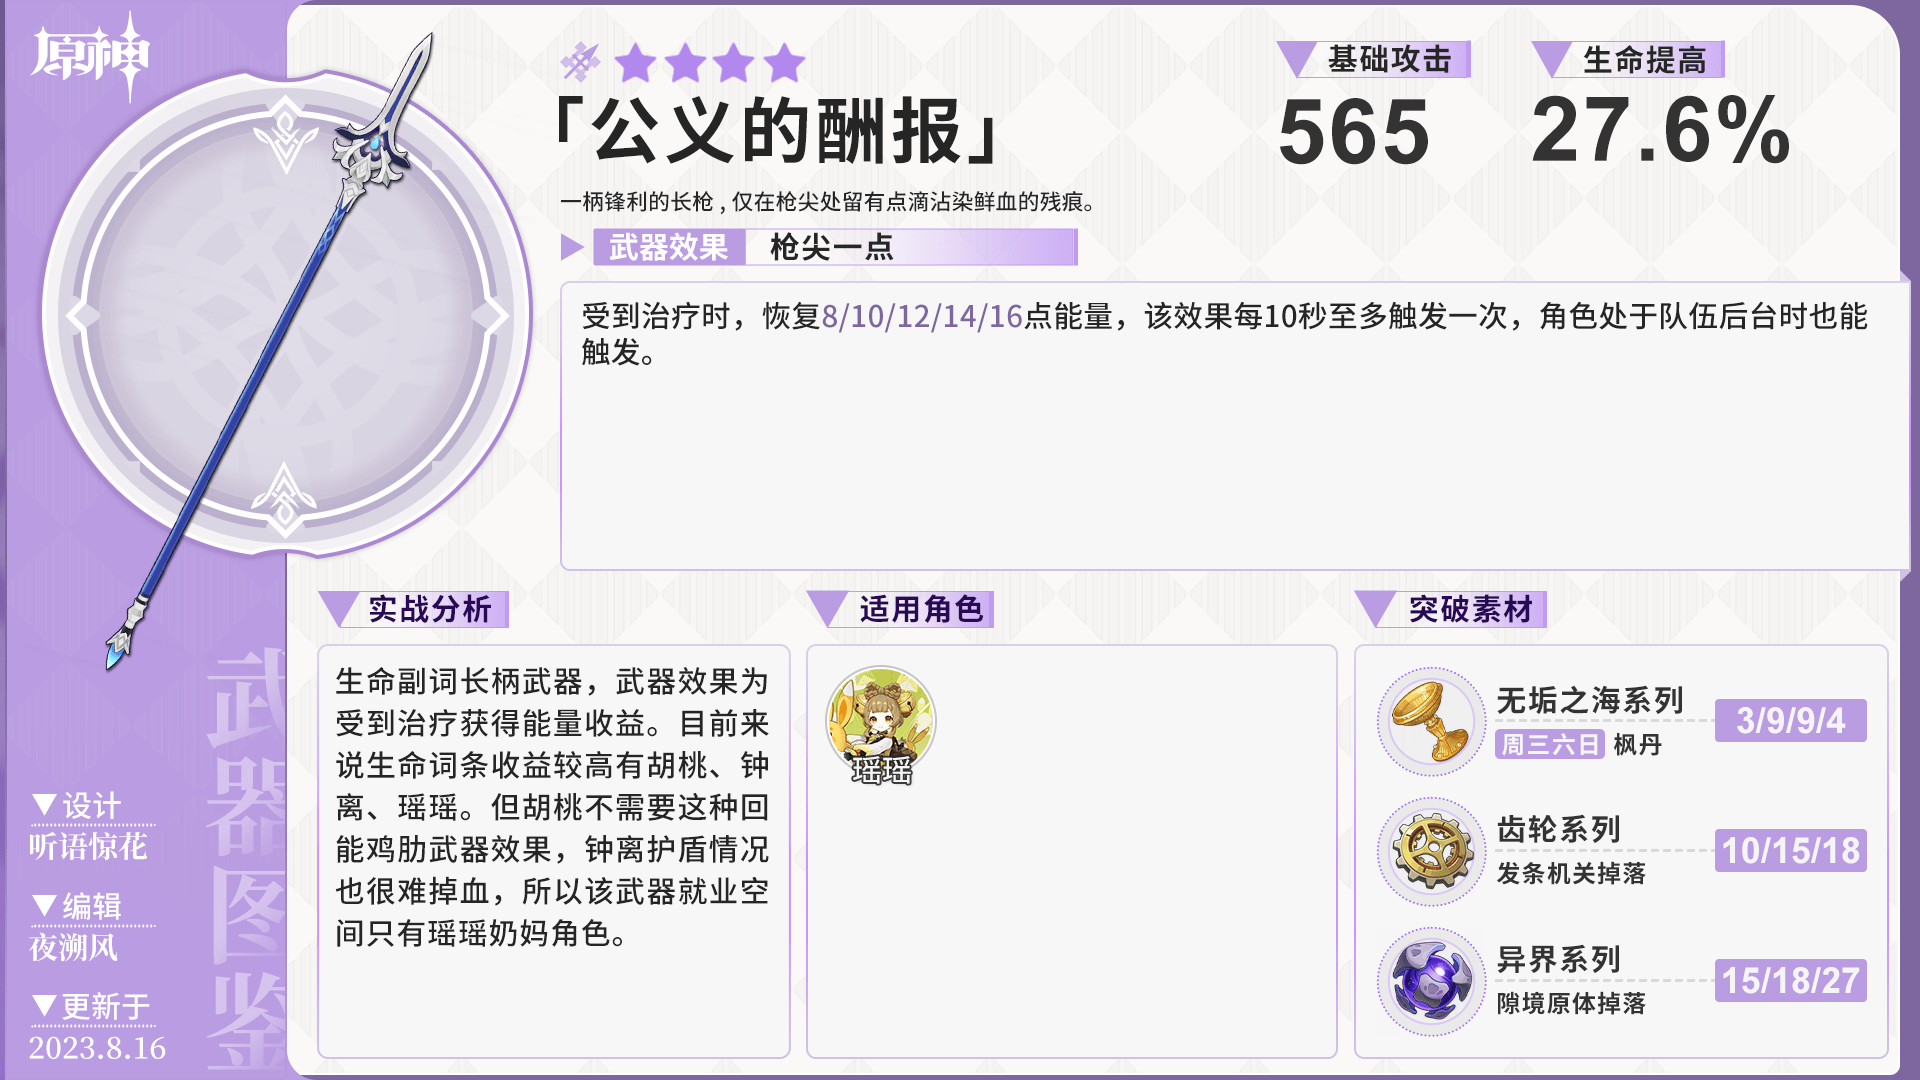 原神
「公义的酬报」
基础攻击
565
生命提高
27.6%
一柄锋利的长枪，仅在枪尖处留有点滴沾染鲜血的残痕。
武器效果 枪尖一点
受到治疗时，恢复8/10/12/14/16点能量，该效果每10秒至多触发一次，角色处于队伍后台时也能
触发。
实战分析
生命副词长柄武器，武器效果为
受到治疗获得能量收益。目前来
说生命词条收益较高有胡桃、钟
离、瑶瑶。但胡桃不需要这种回
能鸡肋武器效果，钟离护盾情况
也很难掉血，所以该武器就业空
间只有瑶瑶奶妈角色。
适用角色
瑶瑶
突破素材
无垢之海系列
周三六日 枫丹
3/9/9/4
齿轮系列
发条机关掉落
10/15/18
异界系列
隙境原体掉落
15/18/27
武器图鉴
▼设计
听语惊花
▼编辑
夜溯风
▼更新于
2023.8.16